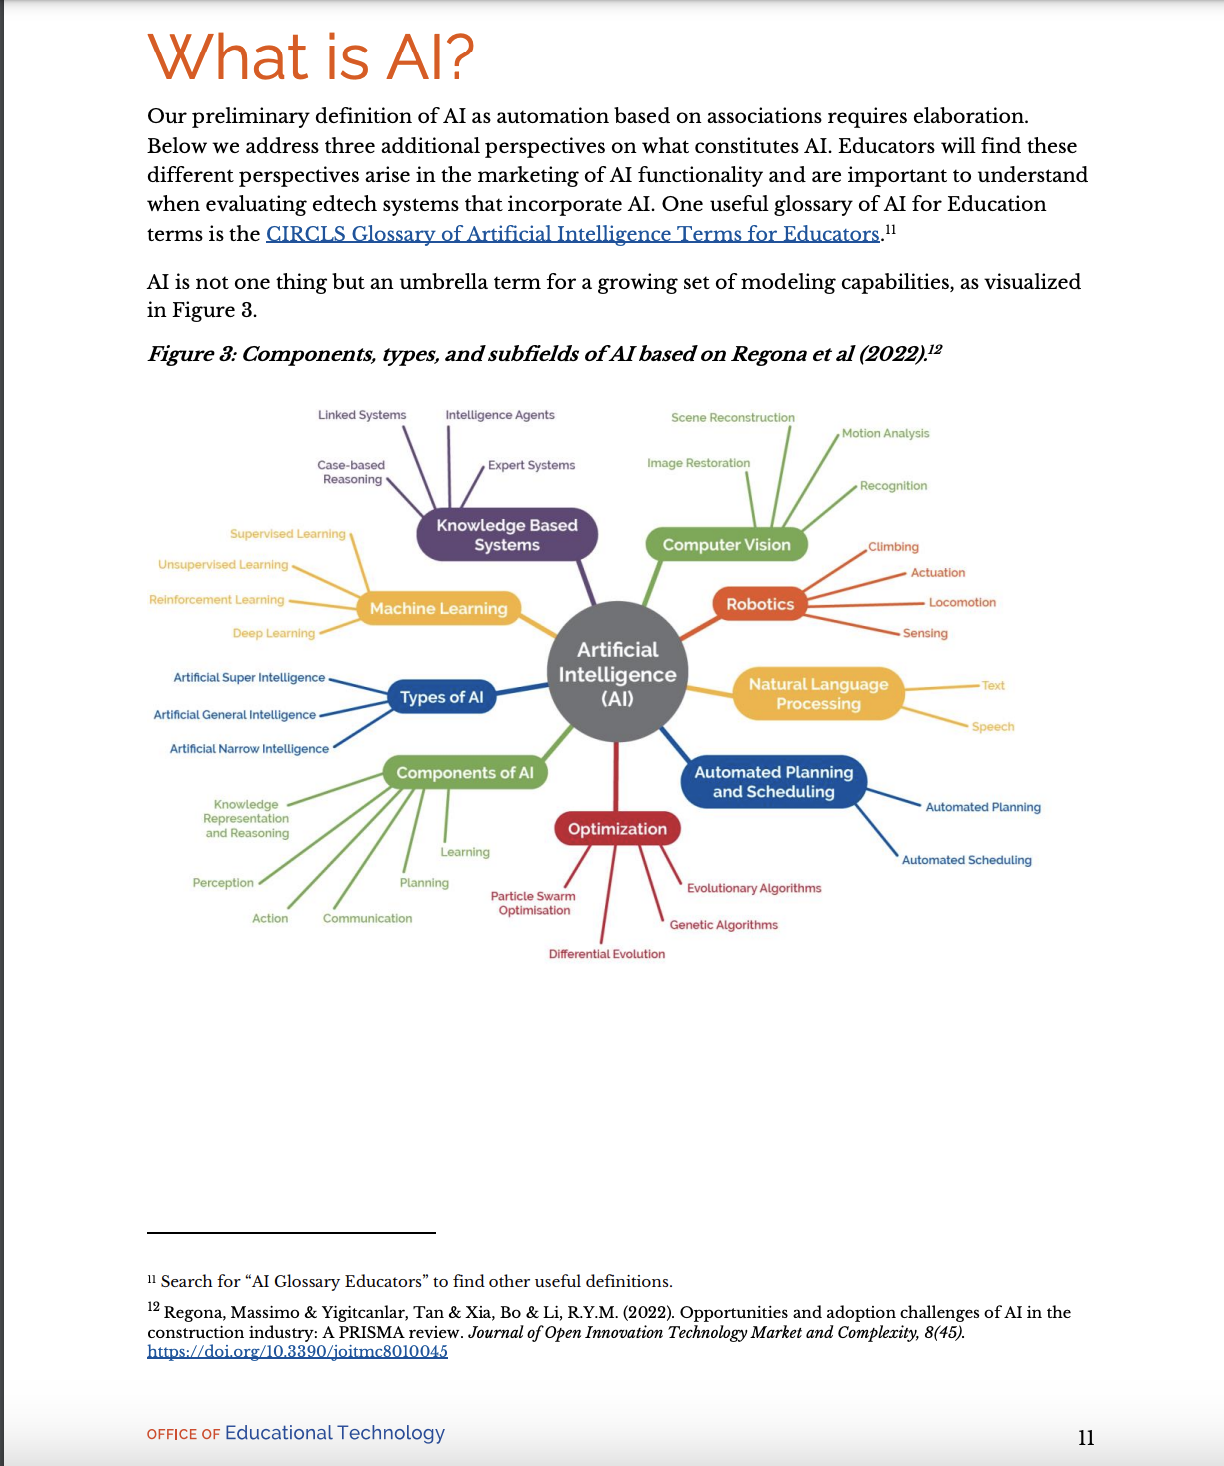 What is AI?
Our preliminary definition of AI as automation based on associations requires elaboration.
Below we address three additional perspectives on what constitutes AI. Educators will find these
different perspectives arise in the marketing of AI functionality and are important to understand
when evaluating edtech systems that incorporate AI. One useful glossary of AI for Education
terms is the CIRCLS Glossary of Artificial Intelligence Terms for Educators.11
AI is not one thing but an umbrella term for a growing set of modeling capabilities, as visualized
in Figure 3.
Figure 3: Components, types, and subfields of AI based on Regona et al (2022).12
Linked Systems
Intelligence Agents
Case-based
Reasoning
Expert Systems
Knowledge Based
Systems
Scene Reconstruction
Motion Analysis
Image Restoration
Recognition
Computer Vision
Supervised Learning
Unsupervised Learning
Reinforcement Learning
Deep Learning
Machine Learning
Climbing
Actuation
Locomotion
Sensing
Robotics
Artificial
Intelligence
(AI)
Artificial Super Intelligence
Artificial General Intelligence
Artificial Narrow Intelligence
Types of AI
Natural Language
Processing
Text
Speech
Components of AI
Knowledge
Representation
and Reasoning
Perception
Action
Communication
Planning
Learning
Optimization
Particle Swarm
Optimisation
Differential Evolution
Genetic Algorithms
Evolutionary Algorithms
Automated Planning
and Scheduling
Automated Planning
Automated Scheduling
11 Search for “AI Glossary Educators” to find other useful definitions.
12 Regona, Massimo & Yigitcanlar, Tan & Xia, Bo & Li, R.Y.M. (2022). Opportunities and adoption challenges of AI in the
construction industry: A PRISMA review. Journal of Open Innovation Technology Market and Complexity, 8(45).
https://doi.org/10.3390/joitmc8010045
OFFICE OF Educational Technology
11